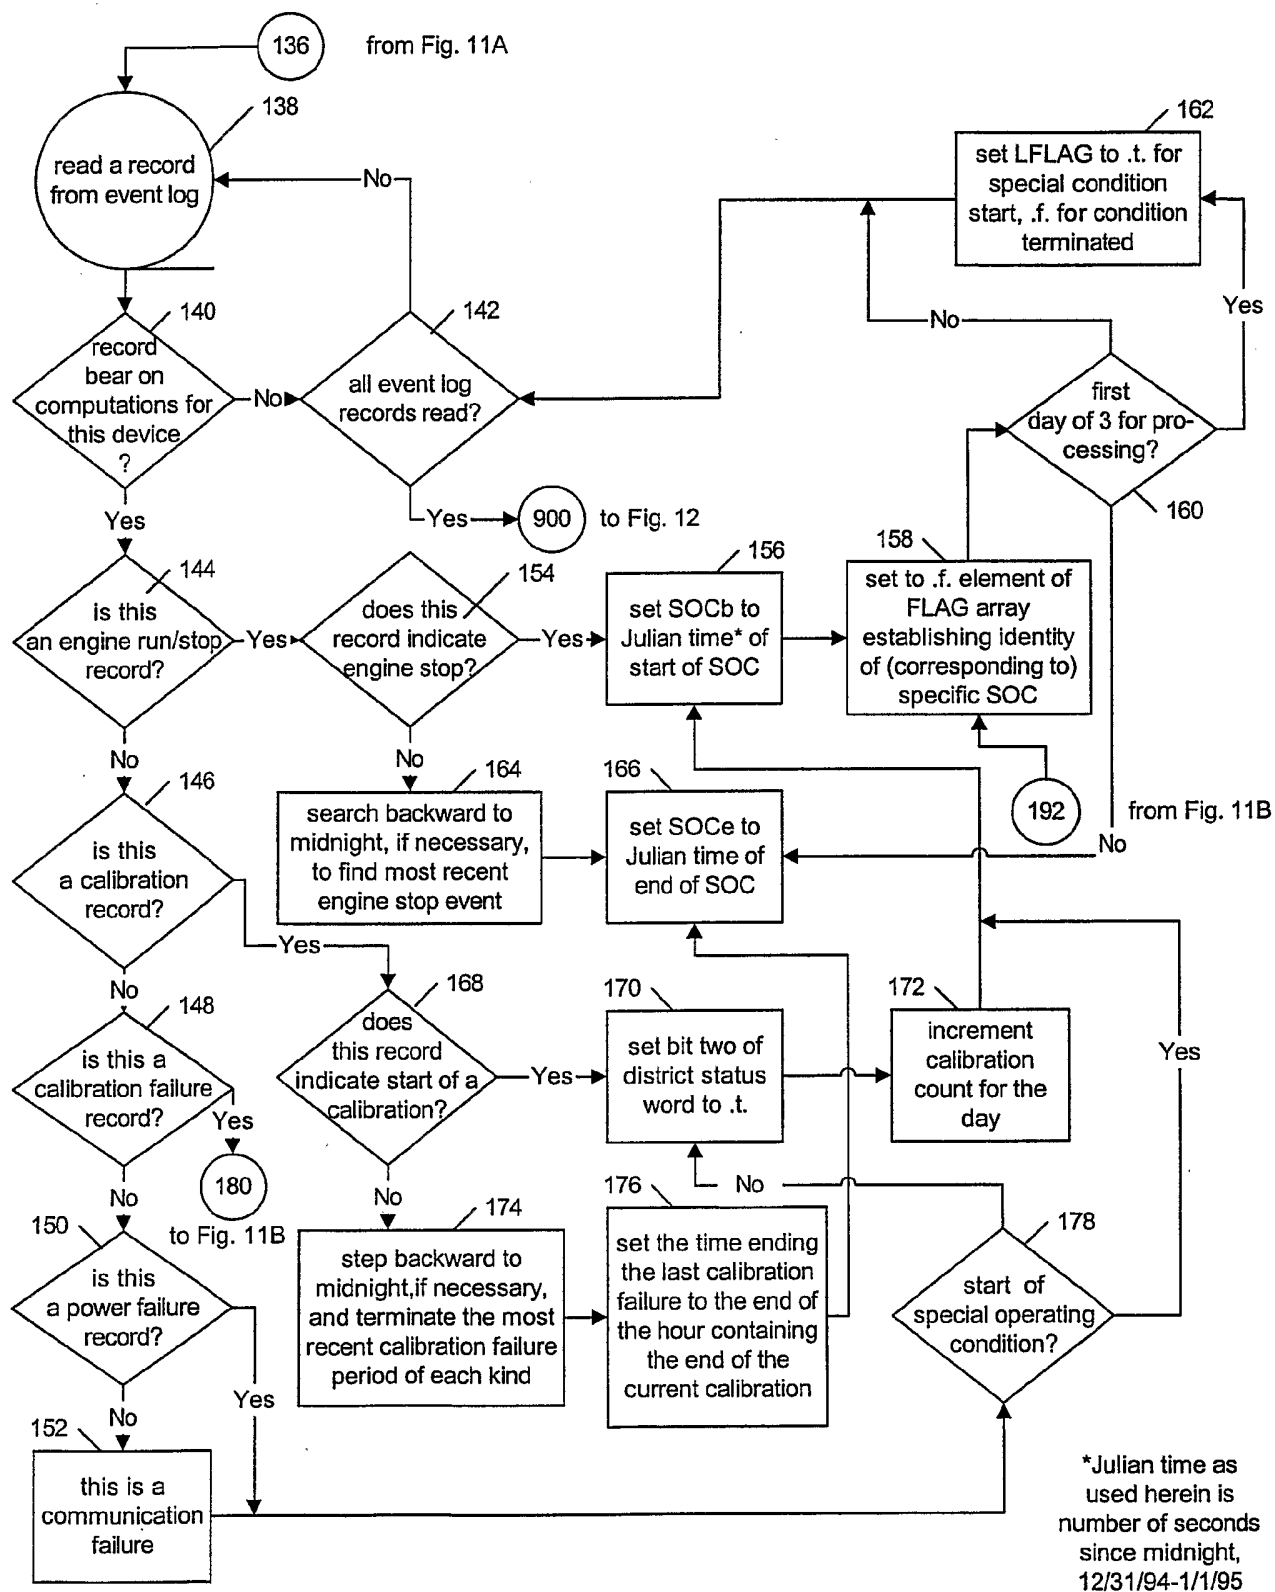 136
from Fig. 11A
138
read a record
from event log
No
162
set LFLAG to .t. for
special condition
start, .f. for condition
terminated
Yes
No
140
record
bear on
computations for
this device
?
No
142
all event log
records read?
first
day of 3 for pro-
cessing?
160
Yes
Yes
900
to Fig. 12
144
is this
an engine run/stop
record?
Yes
154
does this
record indicate
engine stop?
Yes
156
set SOCb to
Julian time* of
start of SOC
158
set to .f. element of
FLAG array
establishing identity
of (corresponding to)
specific SOC
No
No
146
is this
a calibration
record?
Yes
164
search backward to
midnight, if necessary,
to find most recent
engine stop event
166
set SOCe to
Julian time of
end of SOC
192
from Fig. 11B
No
No
148
is this a
calibration failure
record?
Yes
180
to Fig. 11B
168
does
this record
indicate start of a
calibration?
Yes
170
set bit two of
district status
word to .t.
172
increment
calibration
count for the
day
Yes
No
No
150
is this
a power failure
record?
Yes
174
step backward to
midnight,if necessary,
and terminate the most
recent calibration failure
period of each kind
176
set the time ending
the last calibration
failure to the end of
the hour containing
the end of the
current calibration
No
178
start of
special operating
condition?
No
152
this is a
communication
failure
*Julian time as
used herein is
number of seconds
since midnight,
12/31/94-1/1/95